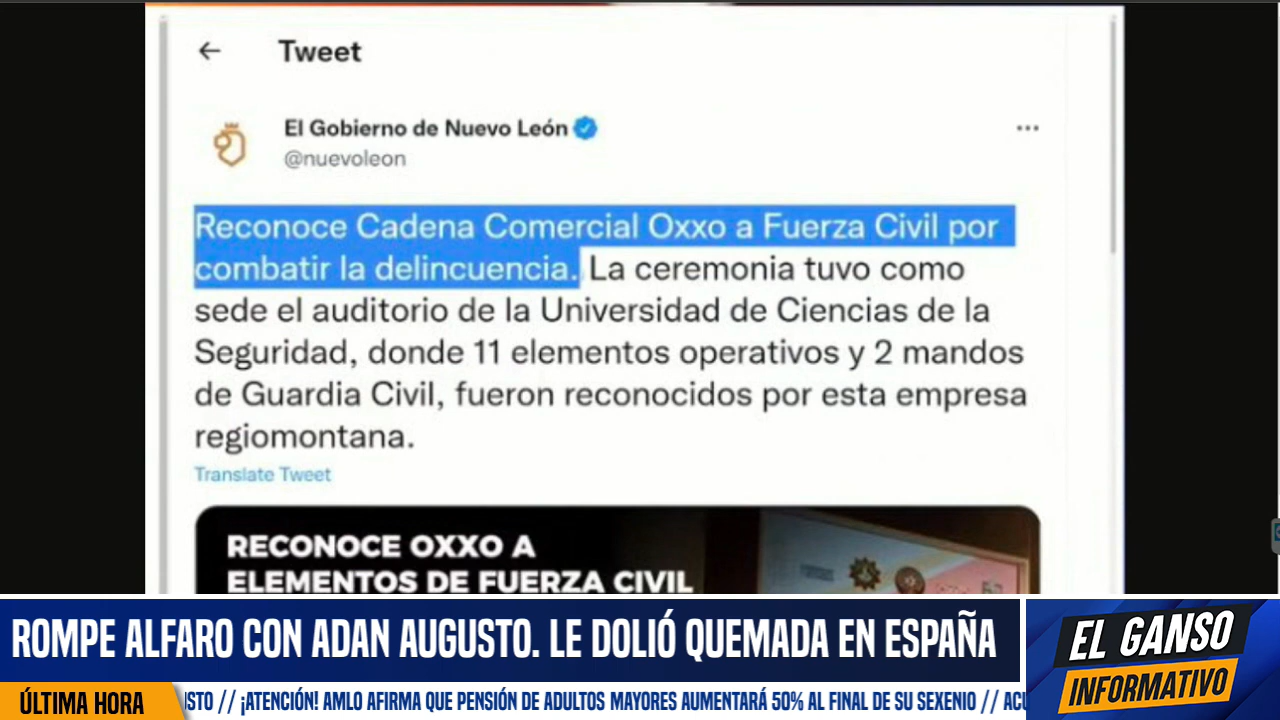 Tweet
El Gobierno de Nuevo León
@nuevoleon
Reconoce Cadena Comercial Oxxo a Fuerza Civil por
combatir la delincuencia. La ceremonia tuvo como
sede el auditorio de la Universidad de Ciencias de la
Seguridad, donde 11 elementos operativos y 2 mandos
de Guardia Civil, fueron reconocidos por esta empresa
regiomontana.
Translate Tweet
RECONOCE OXXO A
ELEMENTOS DE FUERZA CIVIL
ROMPE ALFARO CON ADAN AUGUSTO. LE DOLIÓ QUEMADA EN ESPAÑA
EL GANSO
INFORMATIVO
ÚLTIMA HORA
USTO // ¡ATENCIÓN! AMLO AFIRMA QUE PENSIÓN DE ADULTOS MAYORES AUMENTARÁ 50% AL FINAL DE SU SEXENIO // ACU